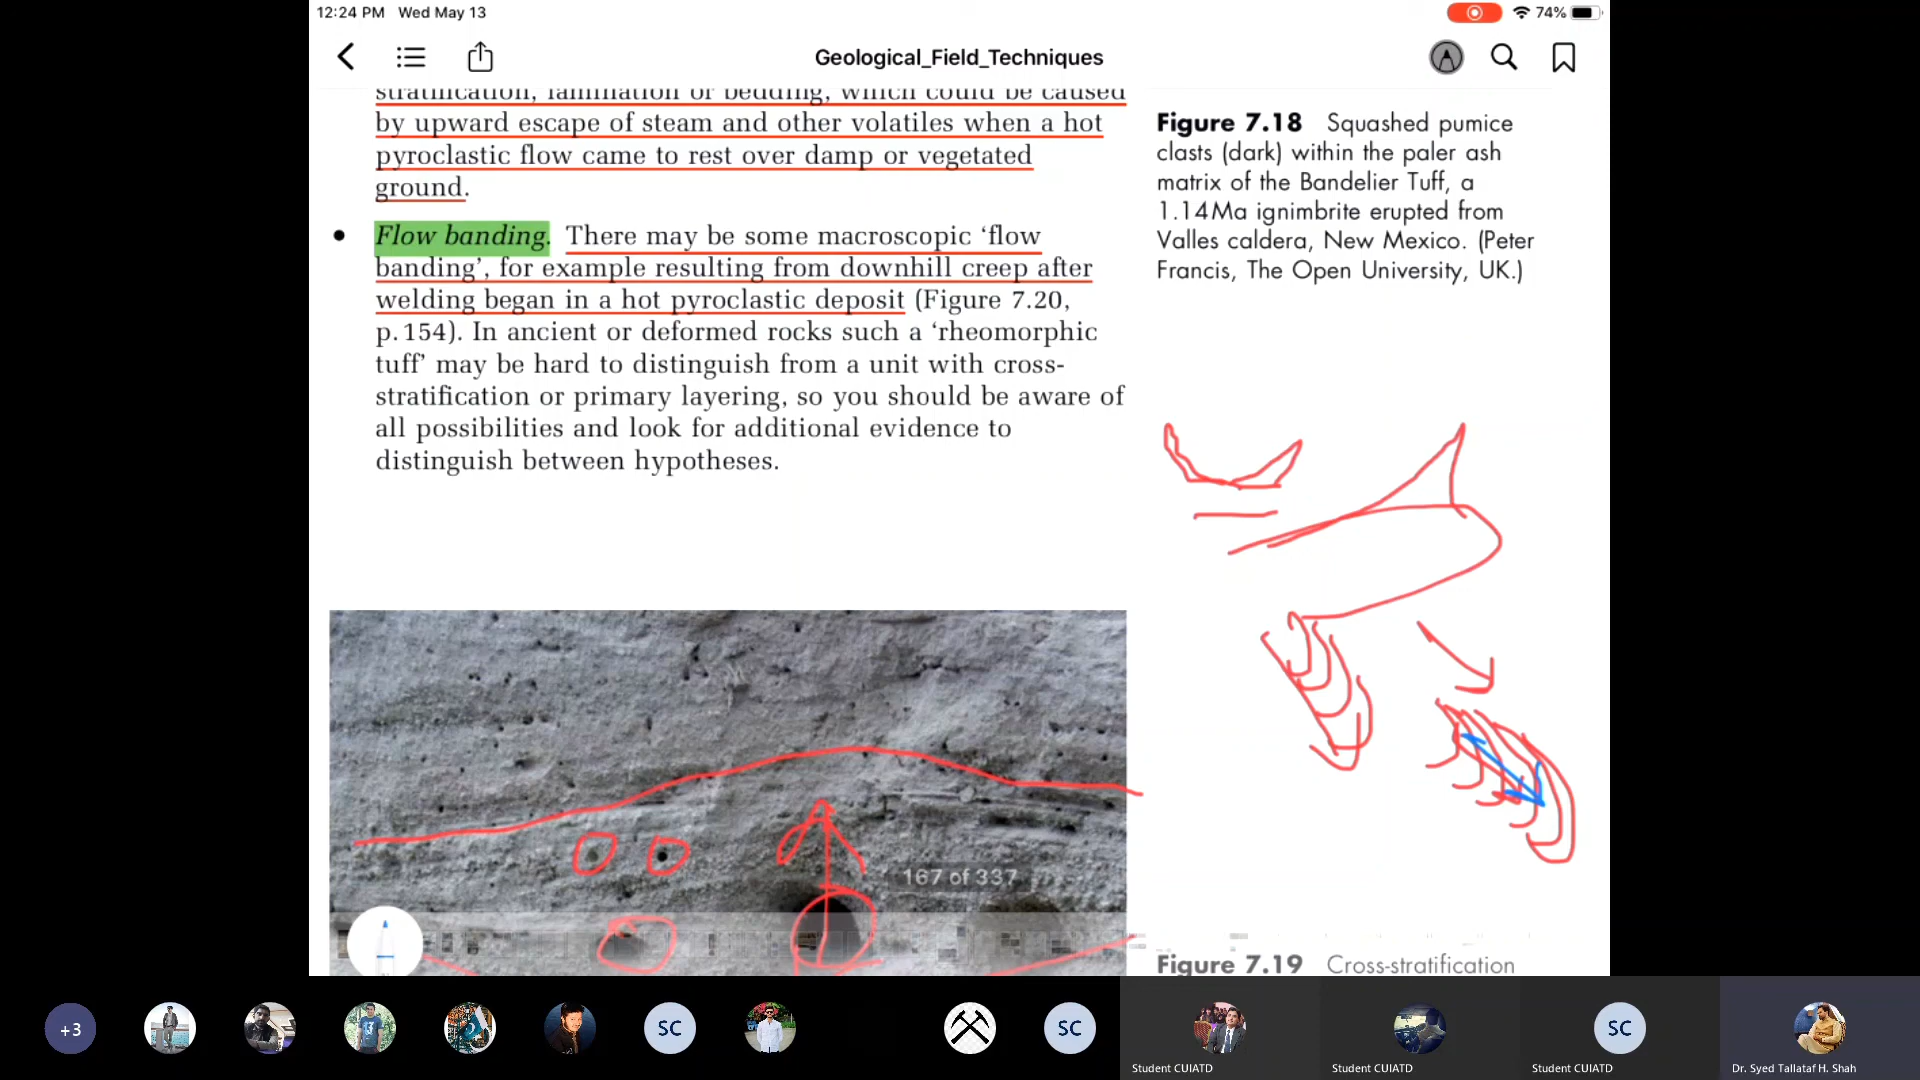 12:24 PM Wed May 13
74%
Geological_Field_Techniques
stratification, lamination or bedding, which could be caused
by upward escape of steam and other volatiles when a hot
pyroclastic flow came to rest over damp or vegetated
ground.
• Flow banding. There may be some macroscopic ‘flow
banding’, for example resulting from downhill creep after
welding began in a hot pyroclastic deposit (Figure 7.20,
p. 154). In ancient or deformed rocks such a ‘rheomorphic
tuff’ may be hard to distinguish from a unit with cross-
stratification or primary layering, so you should be aware of
all possibilities and look for additional evidence to
distinguish between hypotheses.
Figure 7.18 Squashed pumice
clasts (dark) within the paler ash
matrix of the Bandelier Tuff, a
1.14Ma ignimbrite erupted from
Valles caldera, New Mexico. (Peter
Francis, The Open University, UK.)
167 of 337
Figure 7.19 Cross-stratification
+3
SC
SC
SC
Student CUIATD
Student CUIATD
Student CUIATD
Dr. Syed Tallataf H. Shah